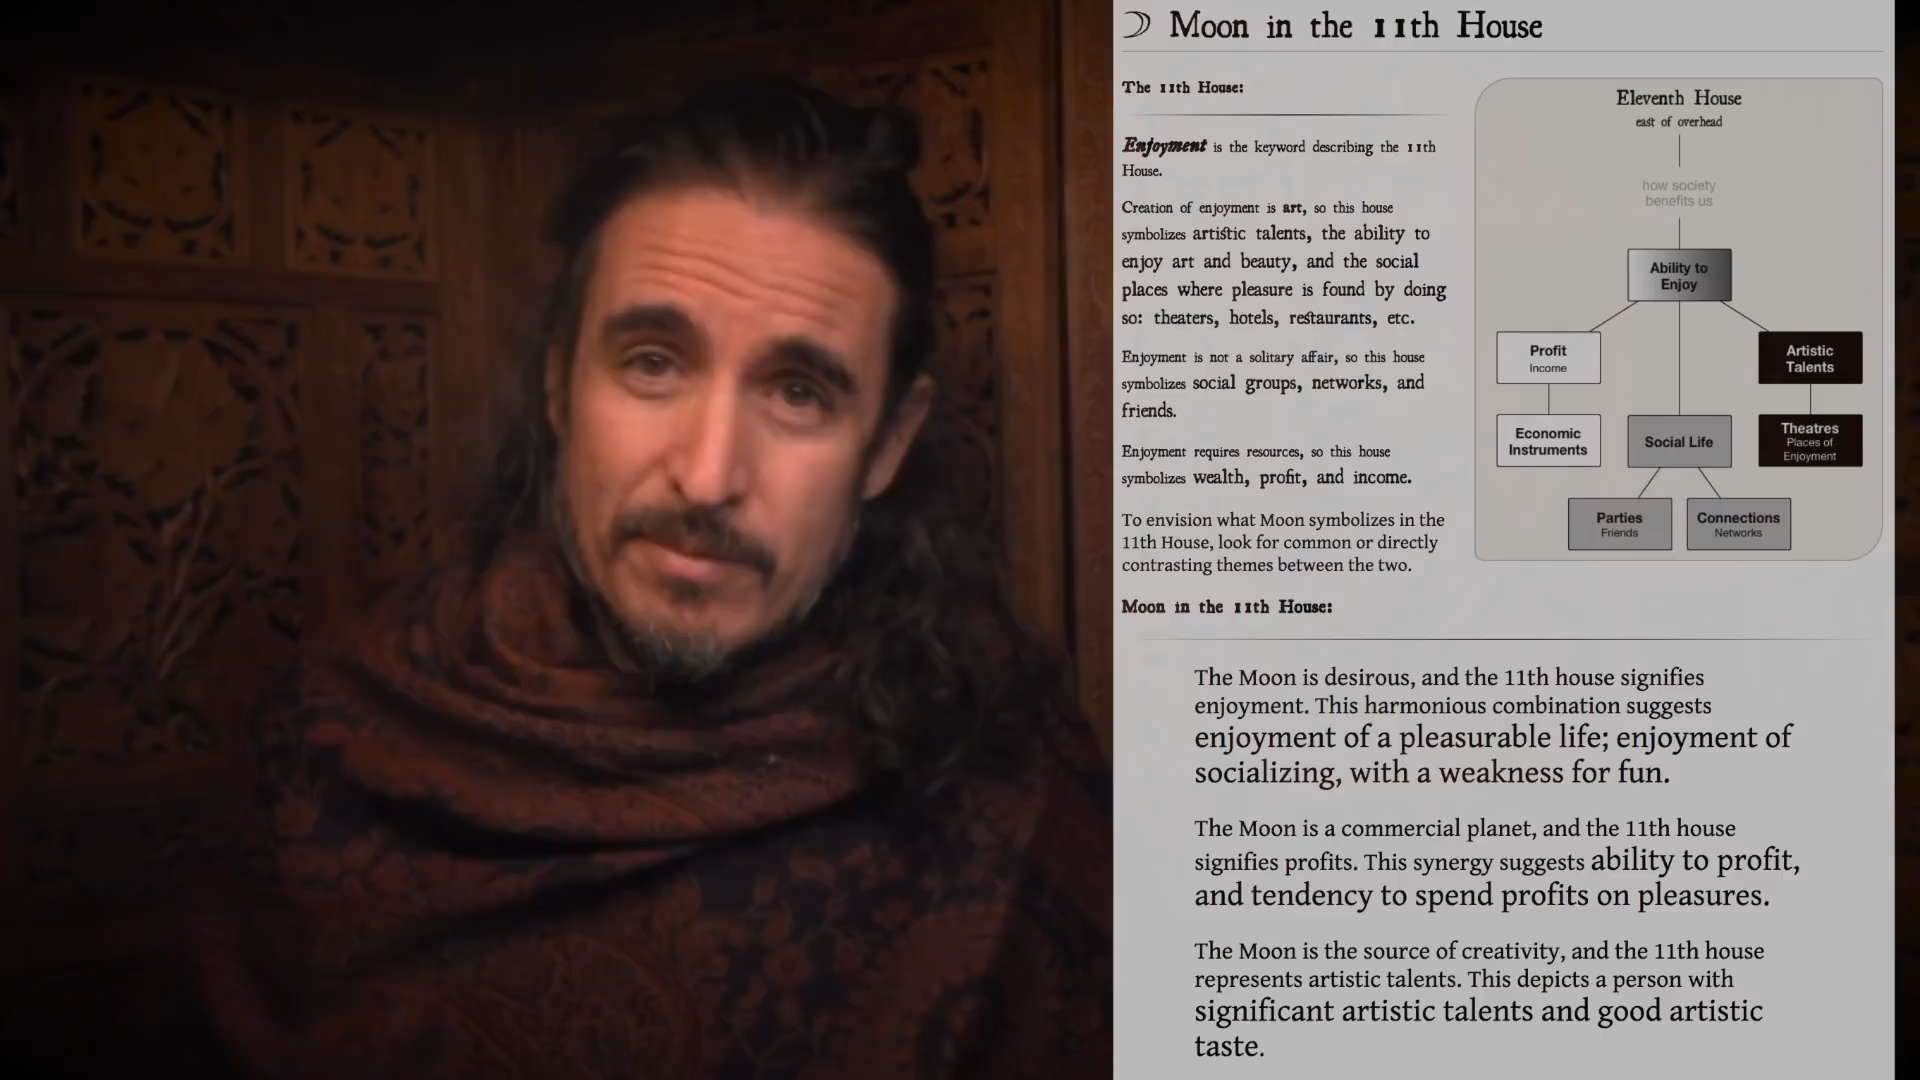 Moon in the 11th House
The 11th House:
Enjoyment is the keyword describing the 11th
House.
Creation of enjoyment is art, so this house
symbolizes artistic talents, the ability to
enjoy art and beauty, and the social
places where pleasure is found by doing
so: theaters, hotels, restaurants, etc.
Enjoyment is not a solitary affair, so this house
symbolizes social groups, networks, and
friends.
Enjoyment requires resources, so this house
symbolizes wealth, profit, and income.
To envision what Moon symbolizes in the
11th House, look for common or directly
contrasting themes between the two.
Eleventh House
east of overhead
how society
benefits us
Ability to
Enjoy
Profit
Income
Artistic
Talents
Economic
Instruments
Social Life
Theatres
Places of
Enjoyment
Parties
Friends
Connections
Networks
Moon in the 11th House:
The Moon is desirous, and the 11th house signifies
enjoyment. This harmonious combination suggests
enjoyment of a pleasurable life; enjoyment of
socializing, with a weakness for fun.
The Moon is a commercial planet, and the 11th house
signifies profits. This synergy suggests ability to profit,
and tendency to spend profits on pleasures.
The Moon is the source of creativity, and the 11th house
represents artistic talents. This depicts a person with
significant artistic talents and good artistic
taste.